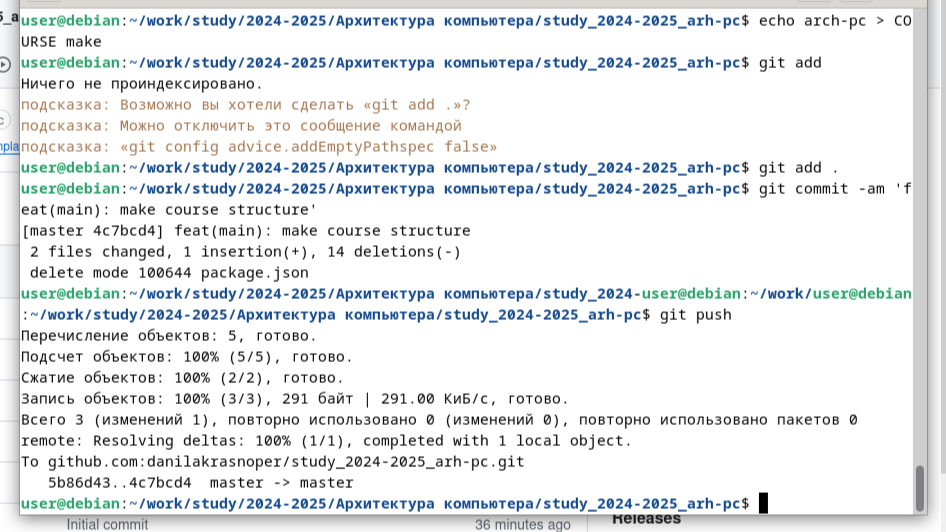 user@debian:~/work/study/2024-2025/Архитектура компьютера/study_2024-2025_arh-pc$ echo arch-pc > CO
URSE make
user@debian:~/work/study/2024-2025/Архитектура компьютера/study_2024-2025_arh-pc$ git add
Ничего не проиндексировано.
подсказка: Возможно вы хотели сделать «git add .»?
подсказка: Можно отключить это сообщение командой
подсказка: «git config advice.addEmptyPathspec false»
user@debian:~/work/study/2024-2025/Архитектура компьютера/study_2024-2025_arh-pc$ git add .
user@debian:~/work/study/2024-2025/Архитектура компьютера/study_2024-2025_arh-pc$ git commit -am 'f
eat(main): make course structure'
[master 4c7bcd4] feat(main): make course structure
 2 files changed, 1 insertion(+), 14 deletions(-)
 delete mode 100644 package.json
user@debian:~/work/study/2024-2025/Архитектура компьютера/study_2024-user@debian:~/work/user@debian
:~/work/study/2024-2025/Архитектура компьютера/study_2024-2025_arh-pc$ git push
Перечисление объектов: 5, готово.
Подсчет объектов: 100% (5/5), готово.
Сжатие объектов: 100% (2/2), готово.
Запись объектов: 100% (3/3), 291 байт | 291.00 КиБ/с, готово.
Всего 3 (изменений 1), повторно использовано 0 (изменений 0), повторно использовано пакетов 0
remote: Resolving deltas: 100% (1/1), completed with 1 local object.
To github.com:danilakrasnoper/study_2024-2025_arh-pc.git
   5b86d43..4c7bcd4  master -> master
user@debian:~/work/study/2024-2025/Архитектура компьютера/study_2024-2025_arh-pc$
Initial commit 36 minutes ago Releases